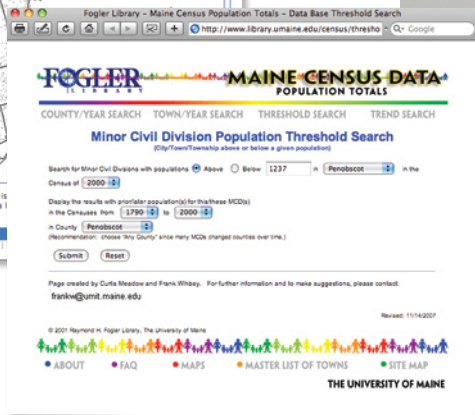 Fogler Library – Maine Census Population Totals – Data Base Threshold Search
http://www.library.umaine.edu/census/thresho Q- Google
FOGLER LIBRARY MAINE CENSUS DATA
POPULATION TOTALS
COUNTY/YEAR SEARCH TOWN/YEAR SEARCH THRESHOLD SEARCH TREND SEARCH
Minor Civil Division Population Threshold Search
(City/Town/Township above or below a given population)
Search for Minor Civil Divisions with populations Above Below 1237 in Penobscot in the
Census of 2000
Display the results with prior/later population(s) for this/these MCD(s)
in the Censuses from 1790 to 2000
in County Penobscot
(Recommendation: choose "Any County" since many MCDs changed counties over time.)
Submit Reset
Page created by Curtis Meadow and Frank Wihbey. For further information and to make suggestions, please contact:
frankw@umit.maine.edu
Revised: 11/14/2007
© 2001 Raymond H. Fogler Library, The University of Maine
ABOUT FAQ MAPS MASTER LIST OF TOWNS SITE MAP
THE UNIVERSITY OF MAINE